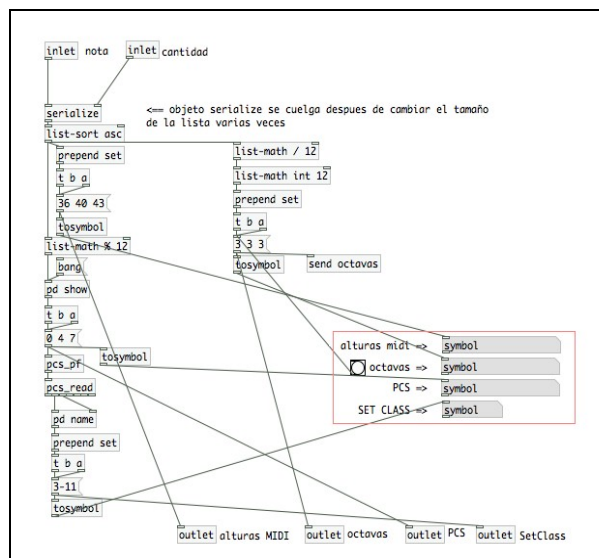 inlet nota inlet cantidad
serialize
<== objeto serialize se cuelga despues de cambiar el tamaño
de la lista varias veces
list-sort asc
prepend set
t b a
36 40 43
tosymbol
list-math % 12
bang
pd show
t b a
0 4 7
tosymbol
pcs_pf
pcs_read
pd name
prepend set
t b a
3-11
tosymbol
list-math / 12
list-math int 12
prepend set
t b a
3 3 3
tosymbol
send octavas
alturas midi => symbol
octavas => symbol
PCS => symbol
SET CLASS => symbol
outlet alturas MIDI outlet octavas outlet PCS outlet SetClass